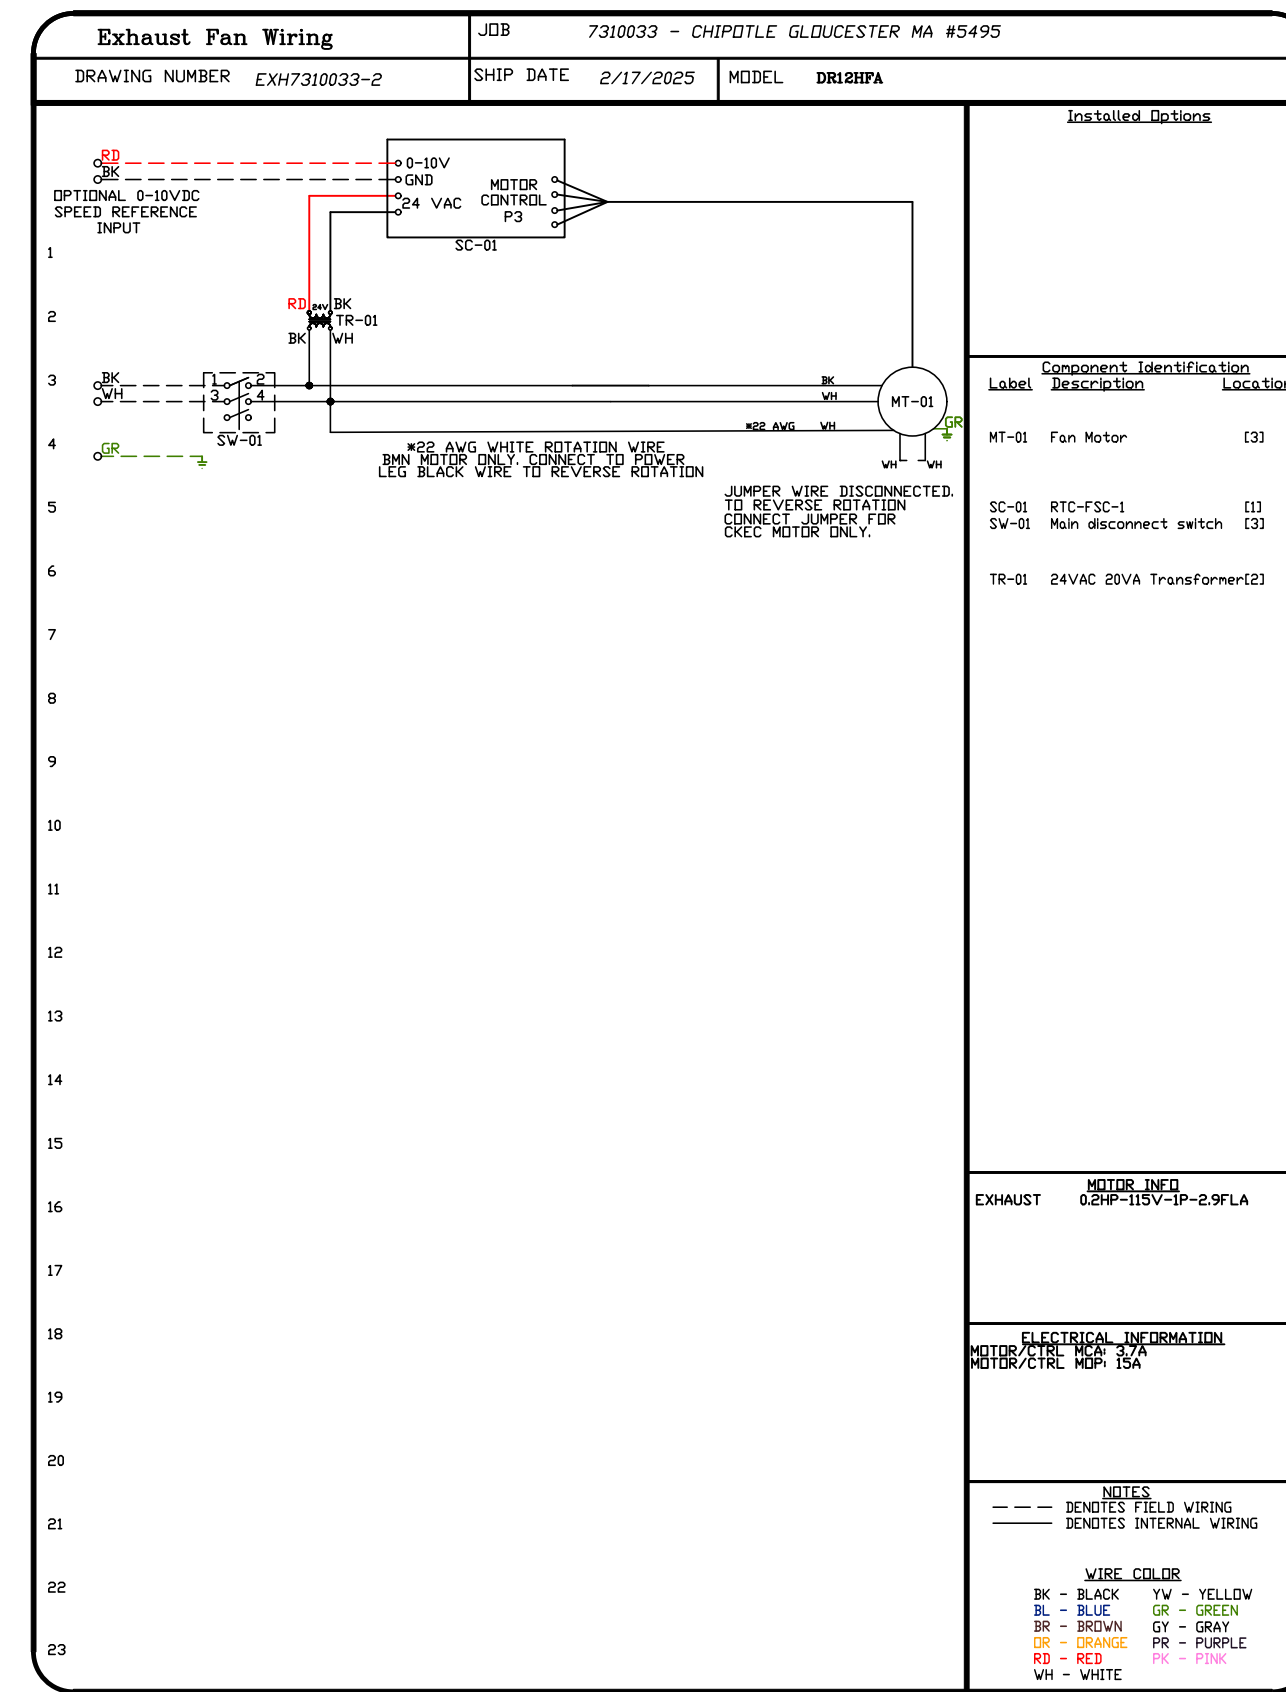 Exhaust Fan Wiring
JOB 7310033 - CHIPOTLE GLOUCESTER MA #5495
DRAWING NUMBER EXH7310033-2
SHIP DATE 2/17/2025
MODEL DR12HFA
RD
BK
OPTIONAL 0-10VDC
SPEED REFERENCE
INPUT
0-10V
GND
24 VAC
MOTOR
CONTROL
P3
SC-01
RD 24V BK
TR-01
BK WH
BK
WH
1 2
3 4
SW-01
GR
BK
WH
*22 AWG WH
MT-01
GR
WH WH
*22 AWG WHITE ROTATION WIRE
BMN MOTOR ONLY. CONNECT TO POWER
LEG BLACK WIRE TO REVERSE ROTATION
JUMPER WIRE DISCONNECTED.
TO REVERSE ROTATION
CONNECT JUMPER FOR
CKEC MOTOR ONLY.
1
2
3
4
5
6
7
8
9
10
11
12
13
14
15
16
17
18
19
20
21
22
23
Installed Options
Component Identification
Label Description Location
MT-01 Fan Motor [3]
SC-01 RTC-FSC-1 [1]
SW-01 Main disconnect switch [3]
TR-01 24VAC 20VA Transformer[2]
MOTOR INFO
EXHAUST 0.2HP-115V-1P-2.9FLA
ELECTRICAL INFORMATION
MOTOR/CTRL MCA: 3.7A
MOTOR/CTRL MOP: 15A
NOTES
DENOTES FIELD WIRING
DENOTES INTERNAL WIRING
WIRE COLOR
BK - BLACK YW - YELLOW
BL - BLUE GR - GREEN
BR - BROWN GY - GRAY
OR - ORANGE PR - PURPLE
RD - RED PK - PINK
WH - WHITE